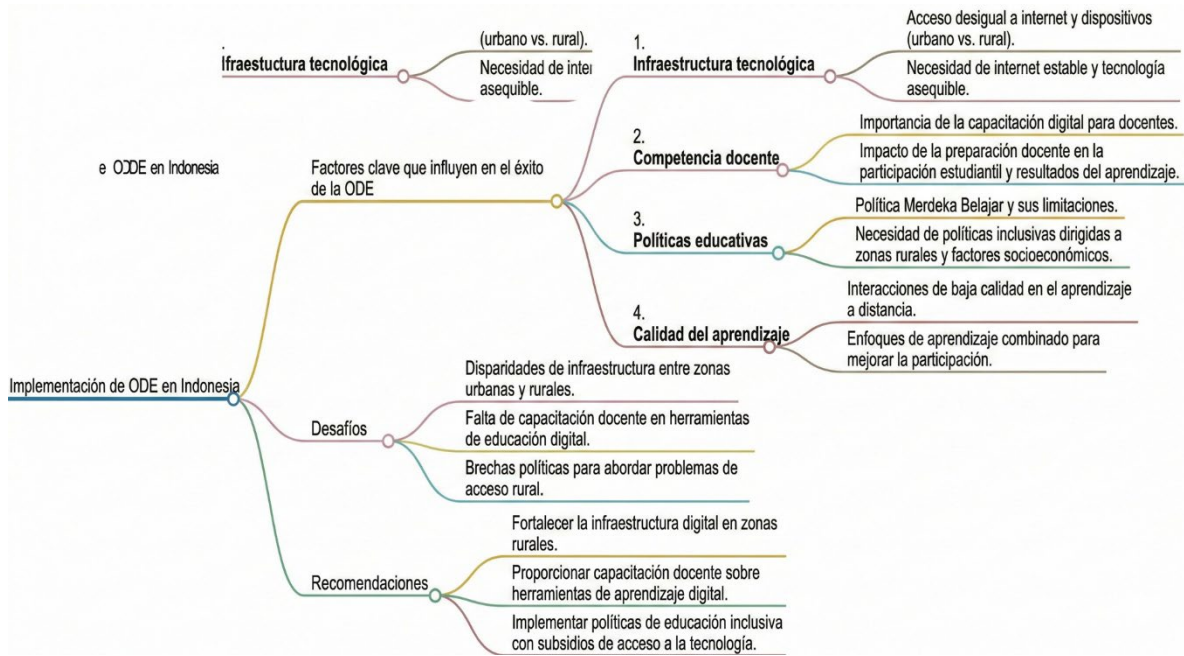 (urbano vs. rural).
Ifraestuctura tecnológica
Necesidad de inte
asequible.
e ODE en Indonesia
Implementación de ODE en Indonesia
Factores clave que influyen en el éxito
de la ODE
1.
Infraestructura tecnológica
Acceso desigual a internet y dispositivos
(urbano vs. rural).
Necesidad de internet estable y tecnología
asequible.
2.
Competencia docente
Importancia de la capacitación digital para docentes.
Impacto de la preparación docente en la
participación estudiantil y resultados del aprendizaje.
3.
Políticas educativas
Política Merdeka Belajar y sus limitaciones.
Necesidad de políticas inclusivas dirigidas a
zonas rurales y factores socioeconómicos.
4.
Calidad del aprendizaje
Interacciones de baja calidad en el aprendizaje
a distancia.
Enfoques de aprendizaje combinado para
mejorar la participación.
Desafíos
Disparidades de infraestructura entre zonas
urbanas y rurales.
Falta de capacitación docente en herramientas
de educación digital.
Brechas políticas para abordar problemas de
acceso rural.
Recomendaciones
Fortalecer la infraestructura digital en zonas
rurales.
Proporcionar capacitación docente sobre
herramientas de aprendizaje digital.
Implementar políticas de educación inclusiva
con subsidios de acceso a la tecnología.